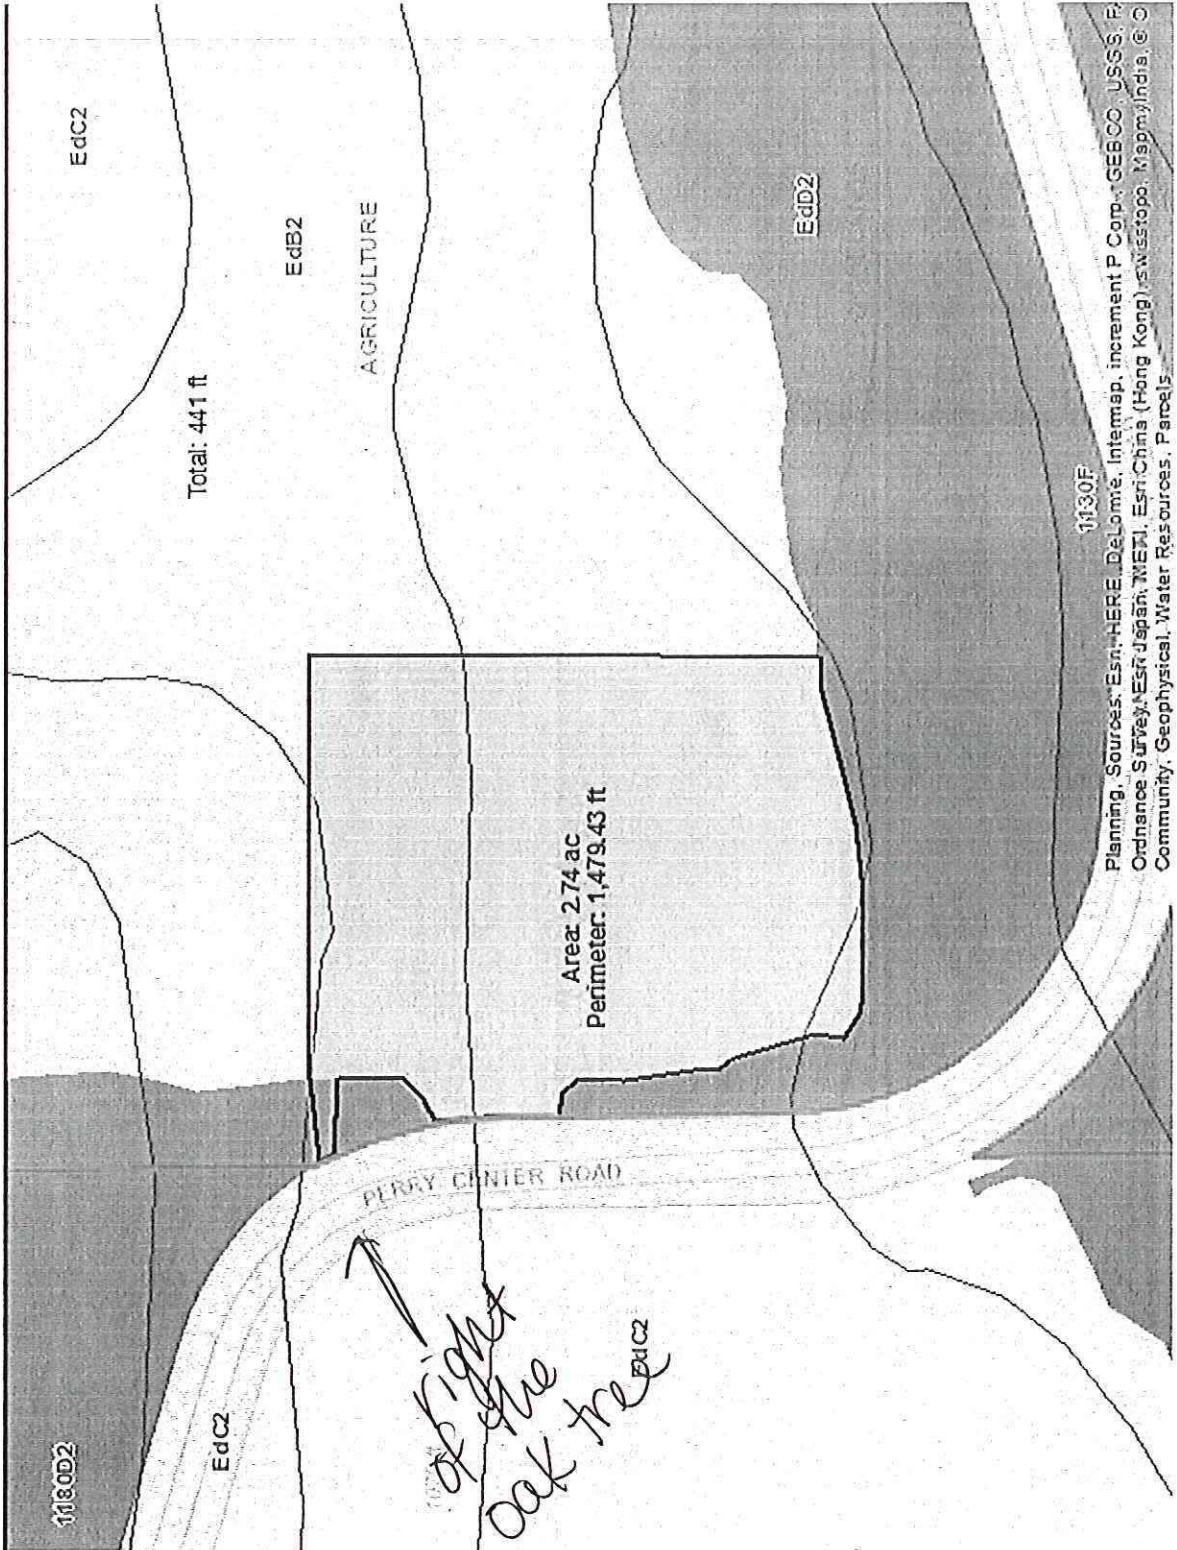 EdC2
EdB2
AGRICULTURE
Total: 441 ft
EdD2
Area: 2.74 ac
Perimeter: 1,479.43 ft
1130F
PERRY CENTER ROAD
1180D2
EdC2
EdC2
right
of the
oak tree
Planning, Sources: Esri, HERE, DeLorme, Intermap, increment P Corp., GEBCO, USGS,
Ordnance Survey, Esri Japan, METI, Esri China (Hong Kong), swisstopo, MapmyIndia, ©
Community, Geophysical, Water Resources, Parcels